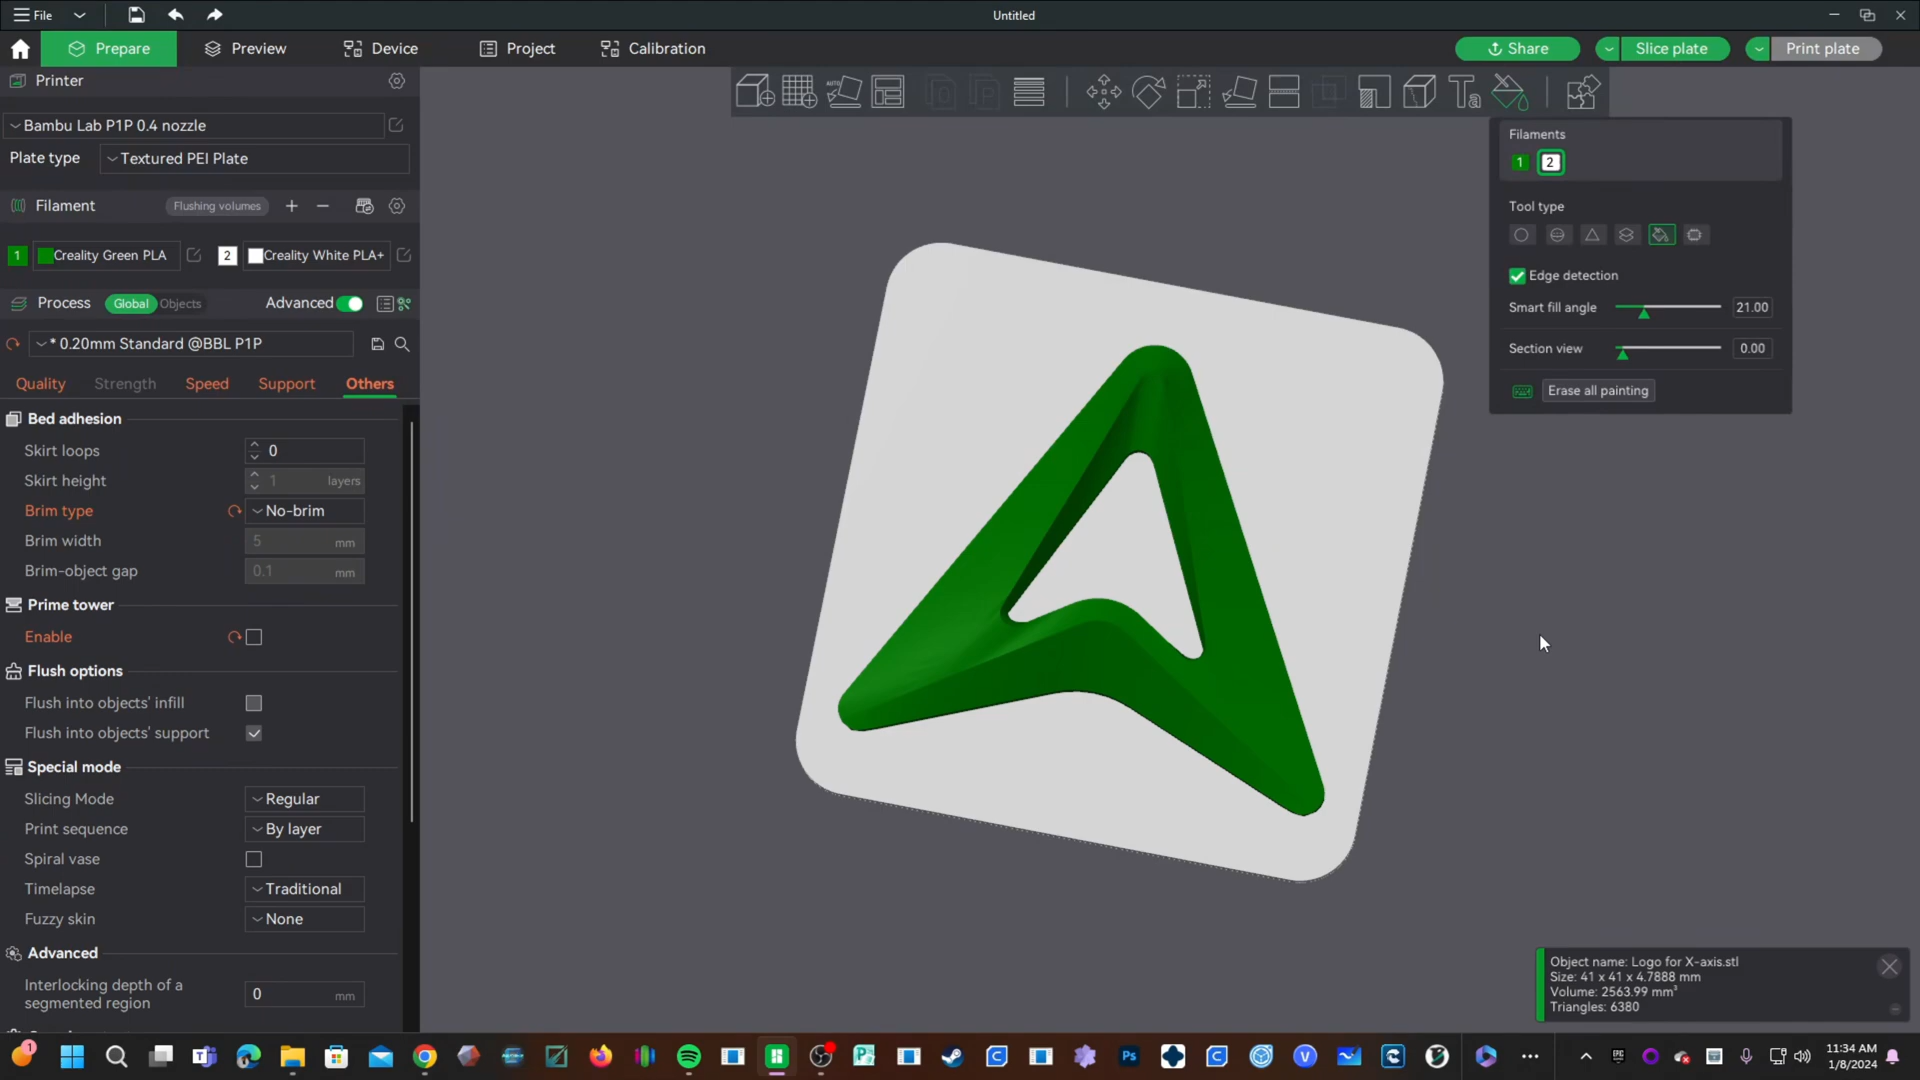 File
Untitled
Prepare
Preview
Device
Project
Calibration
Share
Slice plate
Print plate
Printer
Bambu Lab P1P 0.4 nozzle
Plate type
Textured PEI Plate
Filament
Flushing volumes
1
Creality Green PLA
2
Creality White PLA+
Process
Global
Objects
Advanced
* 0.20mm Standard @BBL P1P
Quality
Strength
Speed
Support
Others
Bed adhesion
Skirt loops
0
Skirt height
1
layers
Brim type
No-brim
Brim width
5
mm
Brim-object gap
0.1
mm
Prime tower
Enable
Flush options
Flush into objects' infill
Flush into objects' support
Special mode
Slicing Mode
Regular
Print sequence
By layer
Spiral vase
Timelapse
Traditional
Fuzzy skin
None
Advanced
Interlocking depth of a
segmented region
0
mm
Filaments
1
2
Tool type
Edge detection
Smart fill angle
21.00
Section view
0.00
Erase all painting
Object name: Logo for X-axis.stl
Size: 41 x 41 x 4.7888 mm
Volume: 2563.99 mm³
Triangles: 6380
11:34 AM
1/8/2024